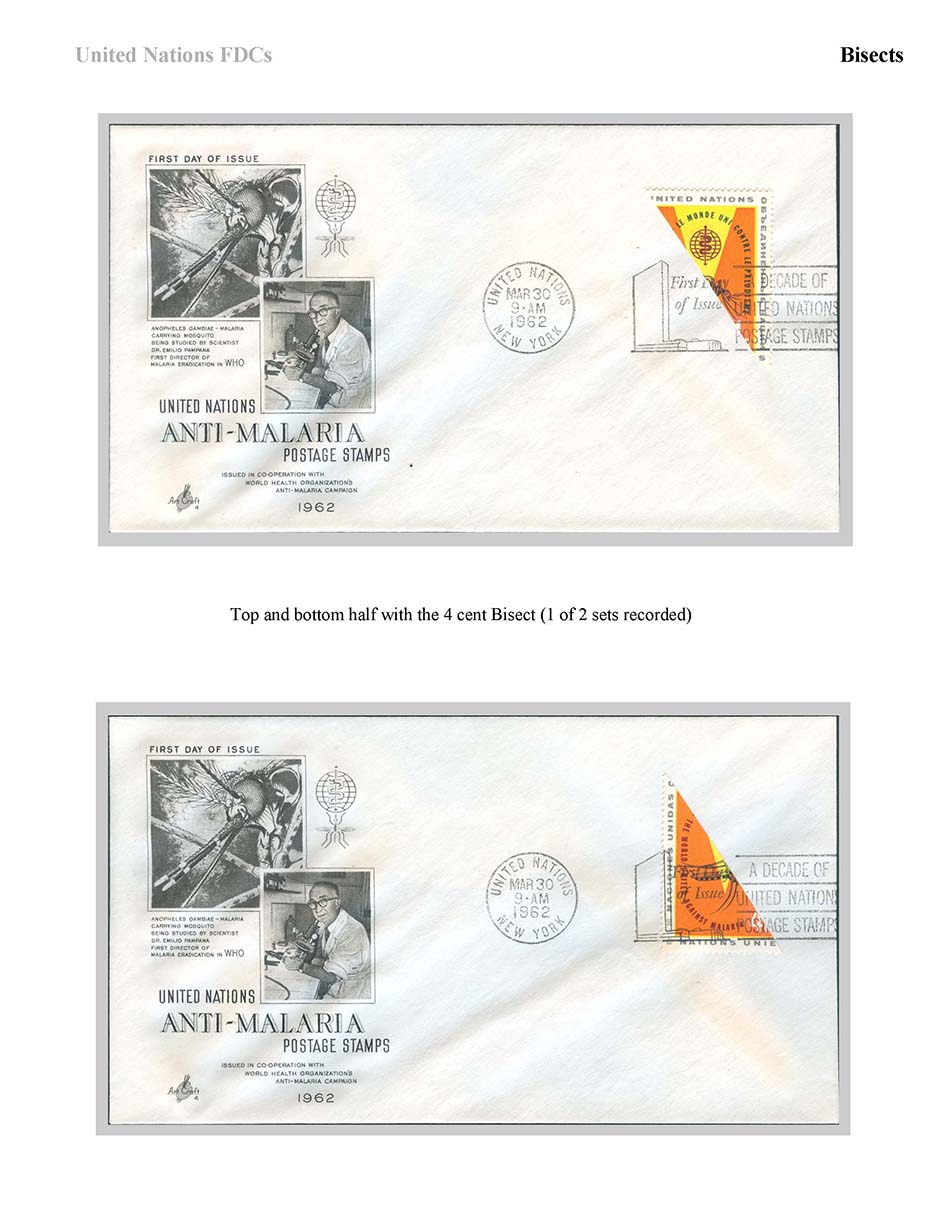 United Nations FDCs
Bisects
FIRST DAY OF ISSUE
ANOPHELES GAMBIAE - MALARIA
CARRYING MOSQUITO
BEING STUDIED BY SCIENTIST
DR. EMILIO PAMPANA
FIRST DIRECTOR OF
MALARIA ERADICATION IN WHO
UNITED NATIONS
ANTI-MALARIA
POSTAGE STAMPS
ISSUED IN CO-OPERATION WITH
WORLD HEALTH ORGANIZATION'S
ANTI-MALARIA CAMPAIGN
1962
Art Craft
4
UNITED NATIONS
MAR 30
9-AM
1962
NEW YORK
NITED NATIONS
LE MONDE UNI CONTRE LE PALUDISME
First Day
of Issue
DECADE OF
UNITED NATIONS
POSTAGE STAMPS
Top and bottom half with the 4 cent Bisect (1 of 2 sets recorded)
FIRST DAY OF ISSUE
ANOPHELES GAMBIAE - MALARIA
CARRYING MOSQUITO
BEING STUDIED BY SCIENTIST
DR. EMILIO PAMPANA
FIRST DIRECTOR OF
MALARIA ERADICATION IN WHO
UNITED NATIONS
ANTI-MALARIA
POSTAGE STAMPS
ISSUED IN CO-OPERATION WITH
WORLD HEALTH ORGANIZATION'S
ANTI-MALARIA CAMPAIGN
1962
Art Craft
4
UNITED NATIONS
MAR 30
9-AM
1962
NEW YORK
NACIONES UNIDAS
THE WORLD UNITED AGAINST MALARIA
NATIONS UNIE
of Issue
A DECADE OF
UNITED NATIONS
POSTAGE STAMPS